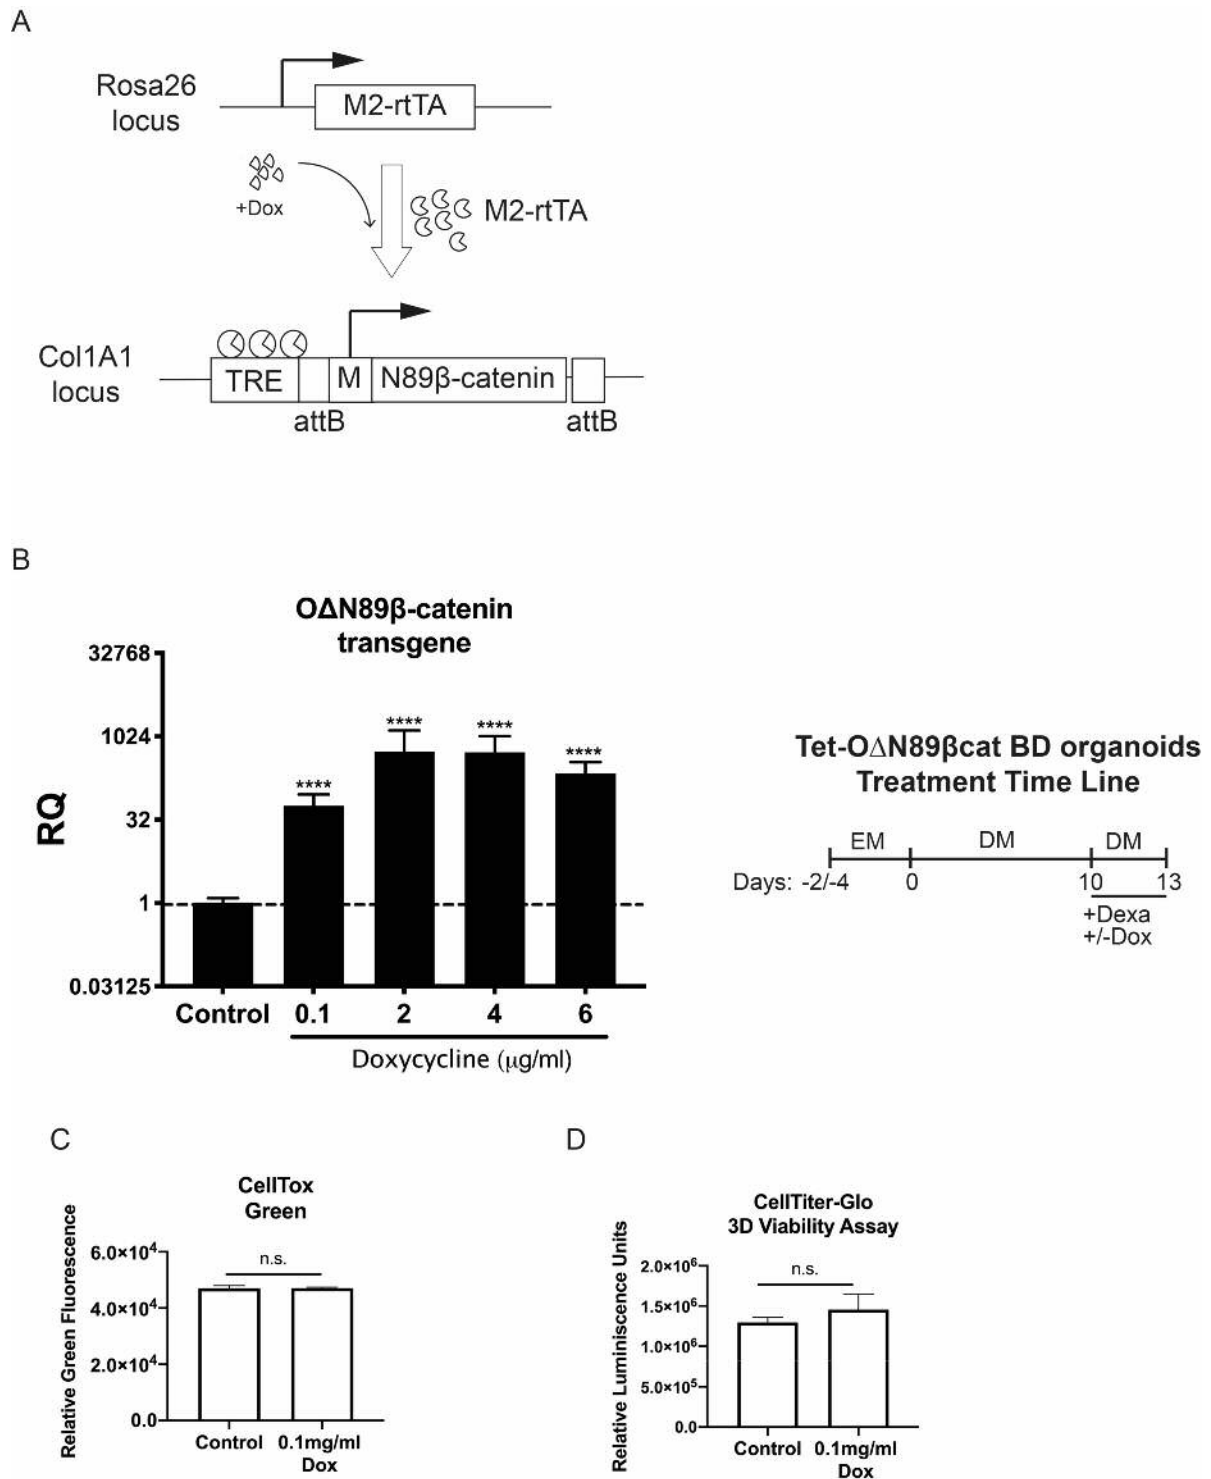 A
Rosa26
locus
M2-rtTA
+Dox
M2-rtTA
Col1A1
locus
TRE
M
N89β-catenin
attB
attB
B
OΔN89β-catenin
transgene
RQ
32768
1024
32
1
0.03125
****
****
****
****
Control
0.1
2
4
6
Doxycycline (μg/ml)
Tet-OΔN89βcat BD organoids
Treatment Time Line
EM
DM
DM
Days: -2/-4
0
10
13
+Dexa
+/-Dox
C
CellTox
Green
Relative Green Fluorescence
6.0×10⁴
4.0×10⁴
2.0×10⁴
0.0
n.s.
Control
0.1mg/ml
Dox
D
CellTiter-Glo
3D Viability Assay
Relative Luminiscence Units
2.0×10⁶
1.5×10⁶
1.0×10⁶
5.0×10⁵
0.0
n.s.
Control
0.1mg/ml
Dox